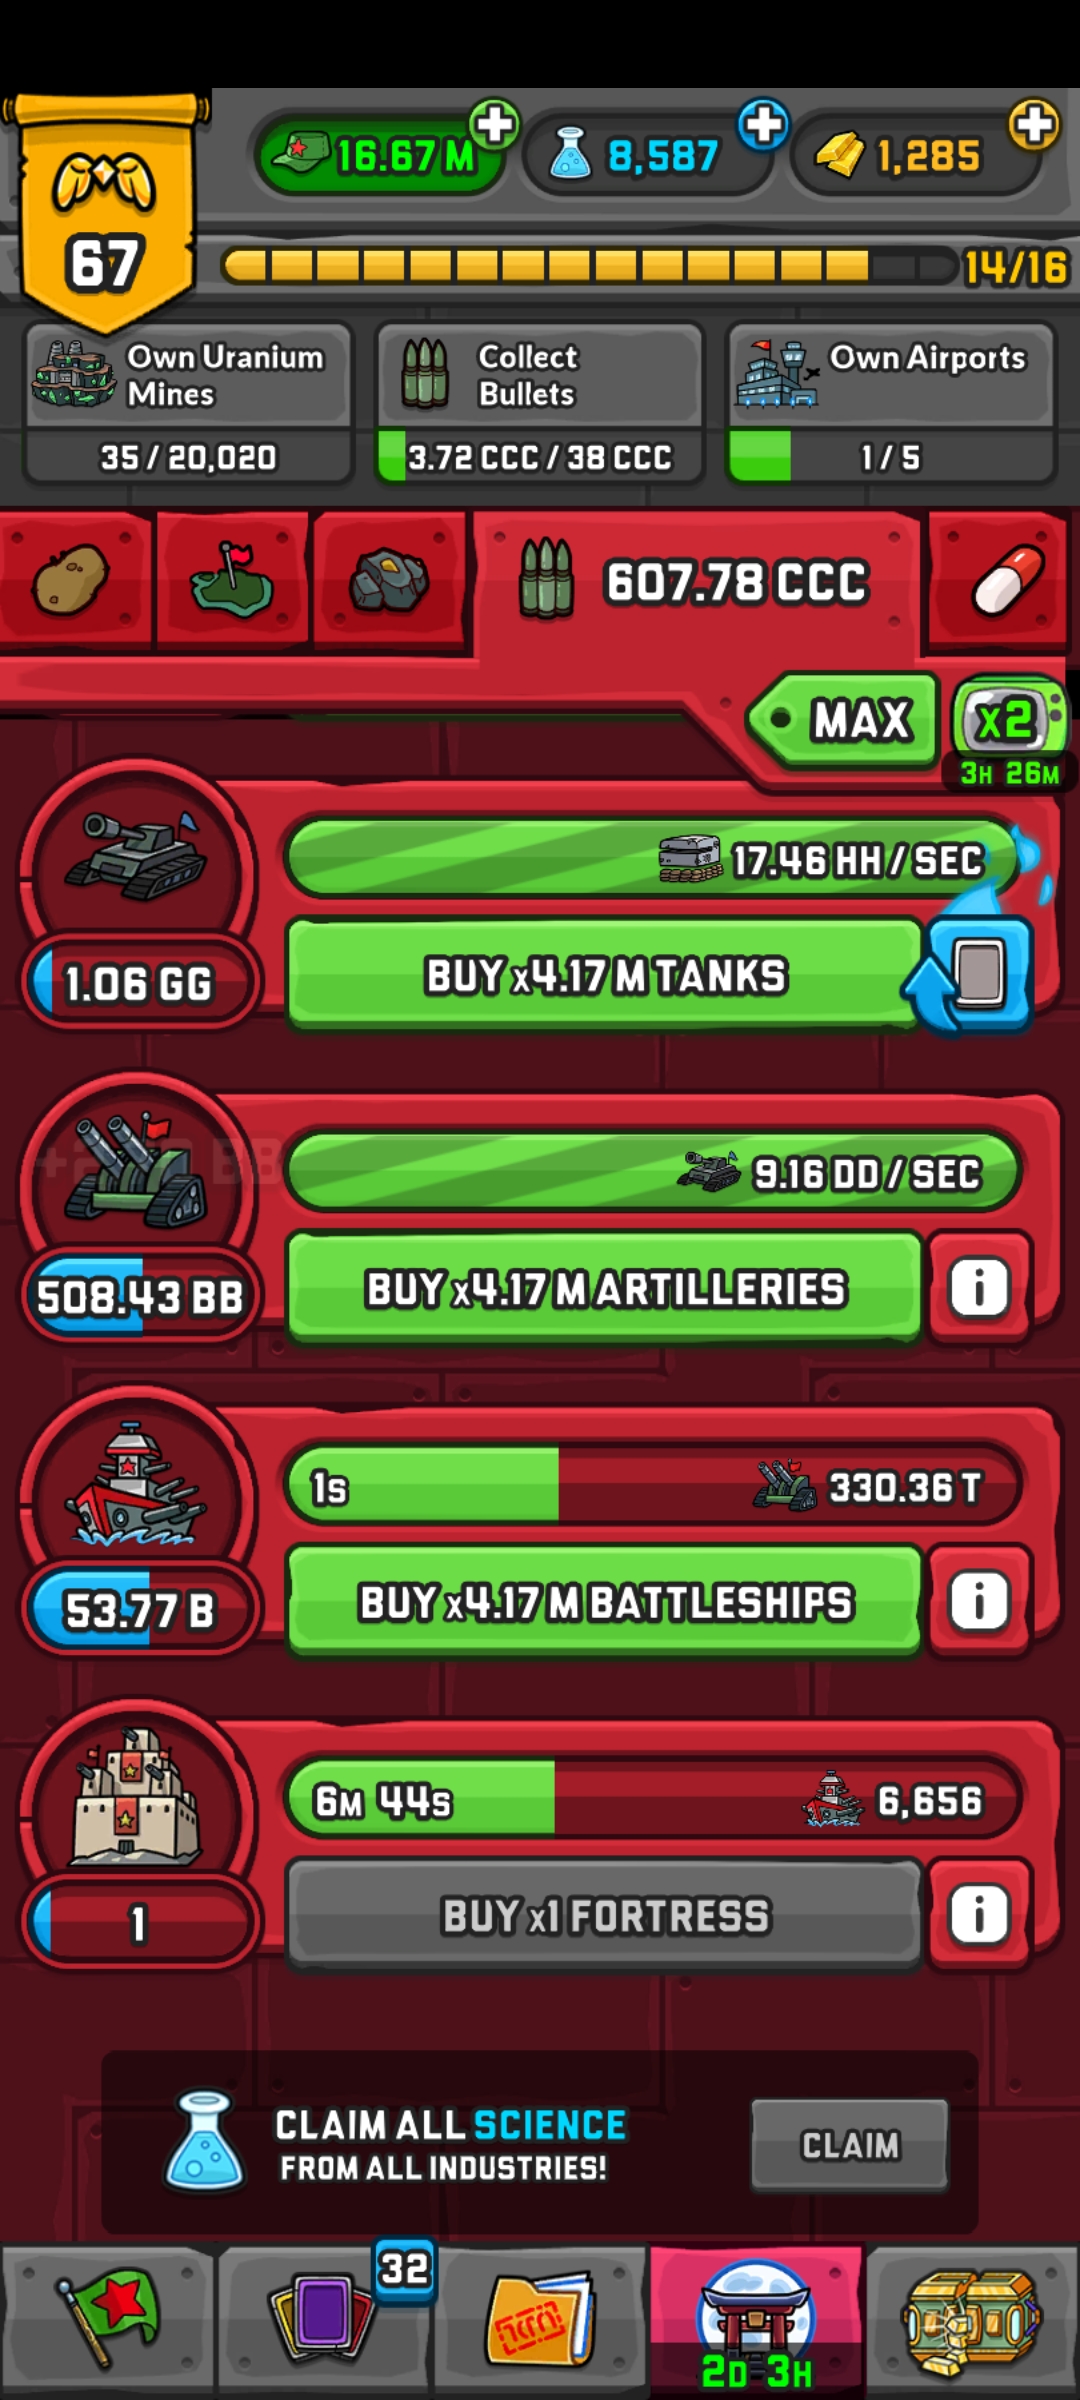 16.67 M
8,587
1,285
67
14/16
Own Uranium
Mines
35 / 20,020
Collect
Bullets
3.72 CCC / 38 CCC
Own Airports
1 / 5
607.78 CCC
MAX
x2
3H 26M
17.46 HH / SEC
1.06 GG
BUY x4.17 M TANKS
9.16 DD / SEC
508.43 BB
BUY x4.17 M ARTILLERIES
i
1s
330.36 T
53.77 B
BUY x4.17 M BATTLESHIPS
i
6M 44s
6,656
1
BUY x1 FORTRESS
i
CLAIM ALL SCIENCE
FROM ALL INDUSTRIES!
CLAIM
32
2D 3H